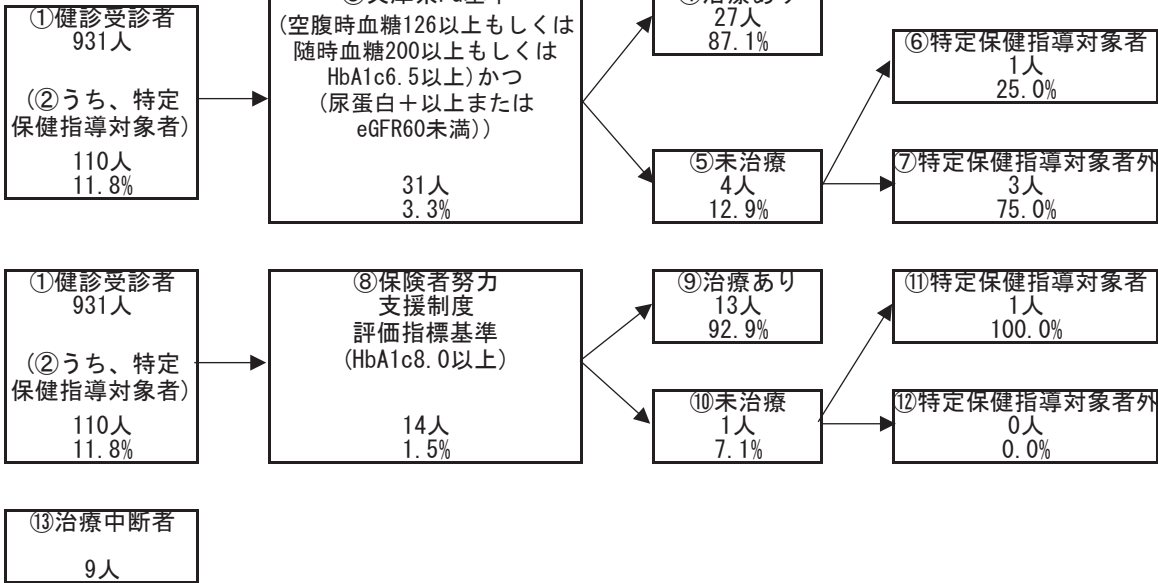 ①健診受診者
931人
(②うち、特定
保健指導対象者)
110人
11.8%
(空腹時血糖126以上もしくは
随時血糖200以上もしくは
HbA1c6.5以上)かつ
(尿蛋白+以上または
eGFR60未満))
31人
3.3%
27人
87.1%
⑤未治療
4人
12.9%
⑥特定保健指導対象者
1人
25.0%
⑦特定保健指導対象者外
3人
75.0%
①健診受診者
931人
(②うち、特定
保健指導対象者)
110人
11.8%
⑧保険者努力
支援制度
評価指標基準
(HbA1c8.0以上)
14人
1.5%
⑨治療あり
13人
92.9%
⑩未治療
1人
7.1%
⑪特定保健指導対象者
1人
100.0%
⑫特定保健指導対象者外
0人
0.0%
⑬治療中断者
9人